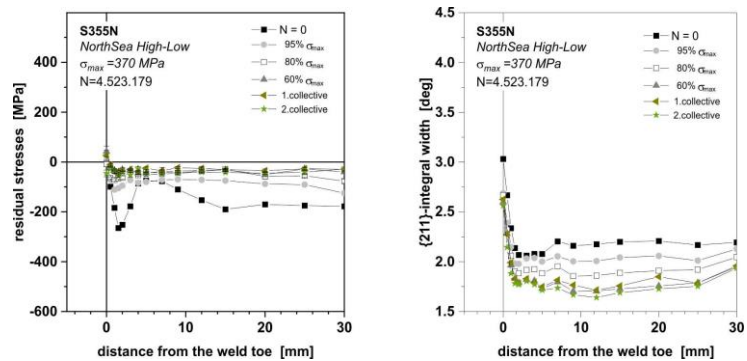 S355N
NorthSea High-Low
σmax =370 MPa
N=4.523.179
N = 0
95% σmax
80% σmax
60% σmax
1.collective
2.collective
residual stresses [MPa]
400
200
0
-200
-400
-600
0
10
20
30
distance from the weld toe [mm]
S355N
NorthSea High-Low
σmax =370 MPa
N=4.523.179
N = 0
95% σmax
80% σmax
60% σmax
1.collective
2.collective
{211}-integral width [deg]
4.5
4.0
3.5
3.0
2.5
2.0
1.5
0
5
10
15
20
25
30
distance from the weld toe [mm]